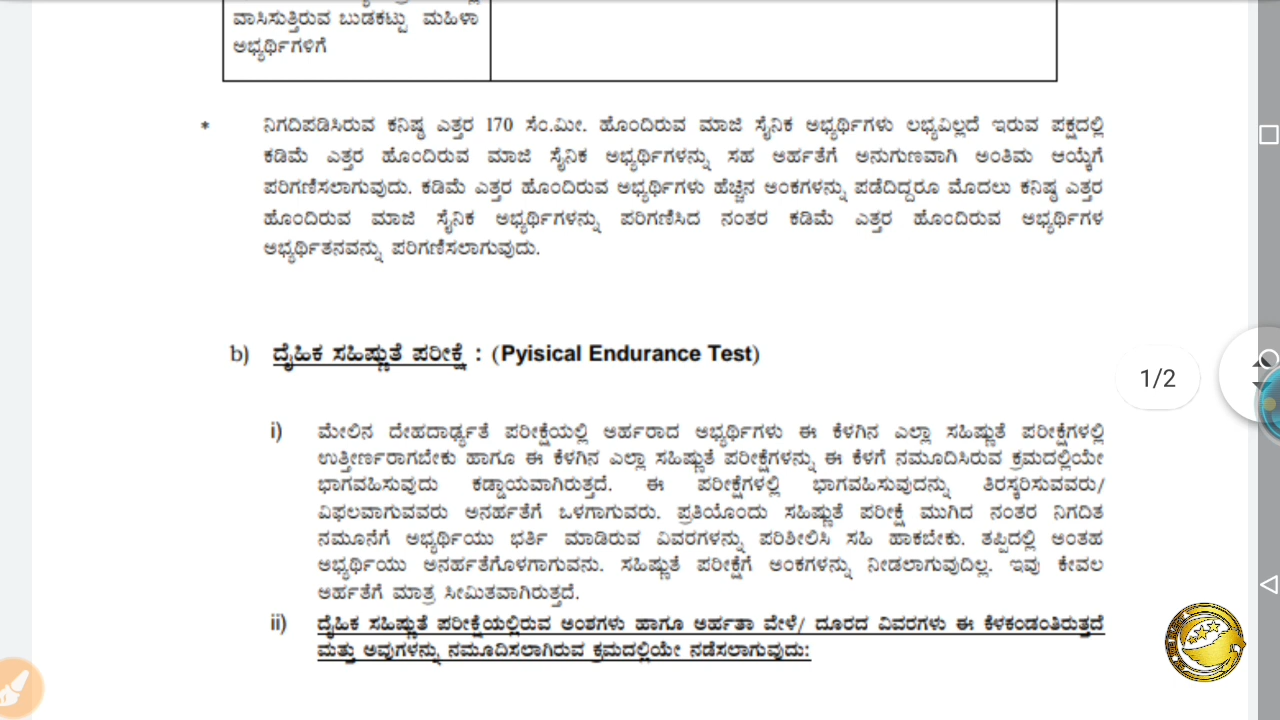 ವಾಸಿಸುತ್ತಿರುವ ಬುಡಕಟ್ಟು ಮಹಿಳಾ
ಅಭ್ಯರ್ಥಿಗಳಿಗೆ
* ನಿಗದಿಪಡಿಸಿರುವ ಕನಿಷ್ಠ ಎತ್ತರ 170 ಸೆಂ.ಮೀ. ಹೊಂದಿರುವ ಮಾಜಿ ಸೈನಿಕ ಅಭ್ಯರ್ಥಿಗಳು ಲಭ್ಯವಿಲ್ಲದೆ ಇರುವ ಪಕ್ಷದಲ್ಲಿ
ಕಡಿಮೆ ಎತ್ತರ ಹೊಂದಿರುವ ಮಾಜಿ ಸೈನಿಕ ಅಭ್ಯರ್ಥಿಗಳನ್ನು ಸಹ ಅರ್ಹತೆಗೆ ಅನುಗುಣವಾಗಿ ಅಂತಿಮ ಆಯ್ಕೆಗೆ
ಪರಿಗಣಿಸಲಾಗುವುದು. ಕಡಿಮೆ ಎತ್ತರ ಹೊಂದಿರುವ ಅಭ್ಯರ್ಥಿಗಳು ಹೆಚ್ಚಿನ ಅಂಕಗಳನ್ನು ಪಡೆದಿದ್ದರೂ ಮೊದಲು ಕನಿಷ್ಠ ಎತ್ತರ
ಹೊಂದಿರುವ ಮಾಜಿ ಸೈನಿಕ ಅಭ್ಯರ್ಥಿಗಳನ್ನು ಪರಿಗಣಿಸಿದ ನಂತರ ಕಡಿಮೆ ಎತ್ತರ ಹೊಂದಿರುವ ಅಭ್ಯರ್ಥಿಗಳ
ಅಭ್ಯರ್ಥಿತನವನ್ನು ಪರಿಗಣಿಸಲಾಗುವುದು.
b) ದೈಹಿಕ ಸಹಿಷ್ಣುತೆ ಪರೀಕ್ಷೆ : (Pyisical Endurance Test)
1/2
i) ಮೇಲಿನ ದೇಹದಾರ್ಢ್ಯತೆ ಪರೀಕ್ಷೆಯಲ್ಲಿ ಅರ್ಹರಾದ ಅಭ್ಯರ್ಥಿಗಳು ಈ ಕೆಳಗಿನ ಎಲ್ಲಾ ಸಹಿಷ್ಣುತೆ ಪರೀಕ್ಷೆಗಳಲ್ಲಿ
ಉತ್ತೀರ್ಣರಾಗಬೇಕು ಹಾಗೂ ಈ ಕೆಳಗಿನ ಎಲ್ಲಾ ಸಹಿಷ್ಣುತೆ ಪರೀಕ್ಷೆಗಳನ್ನು ಈ ಕೆಳಗೆ ನಮೂದಿಸಿರುವ ಕ್ರಮದಲ್ಲಿಯೇ
ಭಾಗವಹಿಸುವುದು ಕಡ್ಡಾಯವಾಗಿರುತ್ತದೆ. ಈ ಪರೀಕ್ಷೆಗಳಲ್ಲಿ ಭಾಗವಹಿಸುವುದನ್ನು ತಿರಸ್ಕರಿಸುವವರು/
ವಿಫಲವಾಗುವವರು ಅನರ್ಹತೆಗೆ ಒಳಗಾಗುವರು. ಪ್ರತಿಯೊಂದು ಸಹಿಷ್ಣುತೆ ಪರೀಕ್ಷೆ ಮುಗಿದ ನಂತರ ನಿಗದಿತ
ನಮೂನೆಗೆ ಅಭ್ಯರ್ಥಿಯು ಭರ್ತಿ ಮಾಡಿರುವ ವಿವರಗಳನ್ನು ಪರಿಶೀಲಿಸಿ ಸಹಿ ಹಾಕಬೇಕು. ತಪ್ಪಿದಲ್ಲಿ ಅಂತಹ
ಅಭ್ಯರ್ಥಿಯು ಅನರ್ಹತೆಗೊಳಗಾಗುವನು. ಸಹಿಷ್ಣುತೆ ಪರೀಕ್ಷೆಗೆ ಅಂಕಗಳನ್ನು ನೀಡಲಾಗುವುದಿಲ್ಲ. ಇವು ಕೇವಲ
ಅರ್ಹತೆಗೆ ಮಾತ್ರ ಸೀಮಿತವಾಗಿರುತ್ತದೆ.
ii) ದೈಹಿಕ ಸಹಿಷ್ಣುತೆ ಪರೀಕ್ಷೆಯಲ್ಲಿರುವ ಅಂಶಗಳು ಹಾಗೂ ಅರ್ಹತಾ ವೇಳೆ/ ದೂರದ ವಿವರಗಳು ಈ ಕೆಳಕಂಡಂತಿರುತ್ತದೆ
ಮತ್ತು ಅವುಗಳನ್ನು ನಮೂದಿಸಲಾಗಿರುವ ಕ್ರಮದಲ್ಲಿಯೇ ನಡೆಸಲಾಗುವುದು: